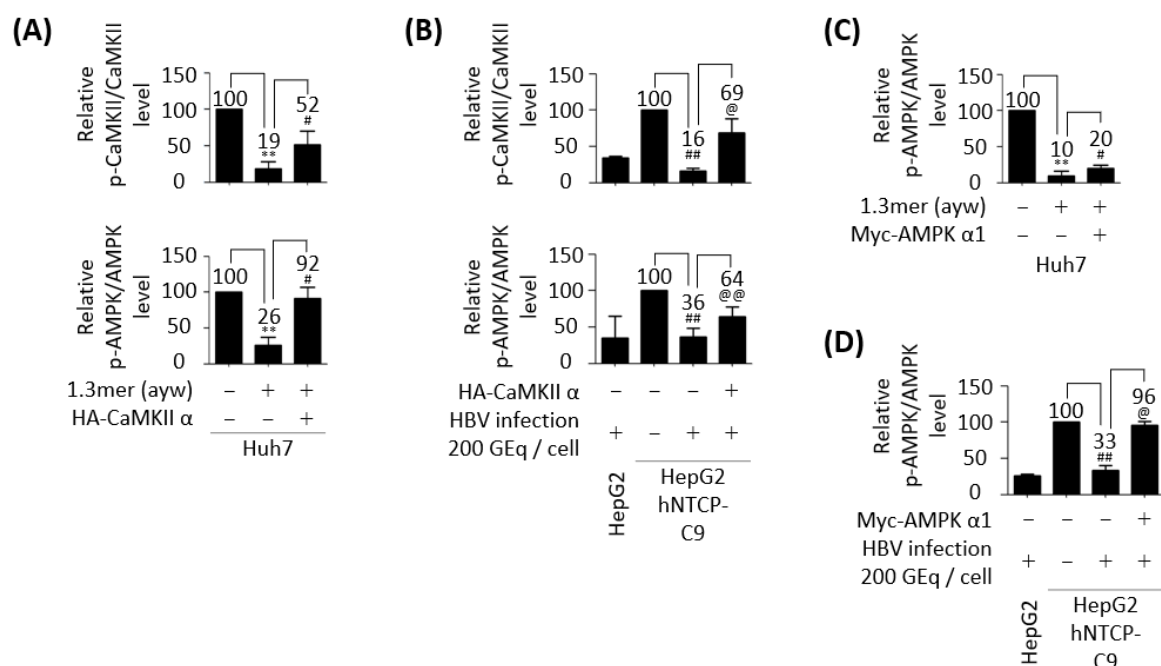 (A)
Relative
p-CaMKII/CaMKII
level
150
100
50
0
100
19
**
52
#
Relative
p-AMPK/AMPK
level
150
100
50
0
100
26
**
92
#
1.3mer (ayw) – + +
HA-CaMKII α – – +
Huh7
(B)
Relative
p-CaMKII/CaMKII
level
150
100
50
0
100
16
##
69
@
Relative
p-AMPK/AMPK
level
150
100
50
0
100
36
##
64
@@
HA-CaMKII α – – – +
HBV infection
200 GEq / cell + – + +
HepG2
HepG2
hNTCP-
C9
(C)
Relative
p-AMPK/AMPK
level
150
100
50
0
100
10
**
20
#
1.3mer (ayw) – + +
Myc-AMPK α1 – – +
Huh7
(D)
Relative
p-AMPK/AMPK
level
150
100
50
0
100
33
##
96
@
Myc-AMPK α1 – – – +
HBV infection
200 GEq / cell + – + +
HepG2
HepG2
hNTCP-
C9